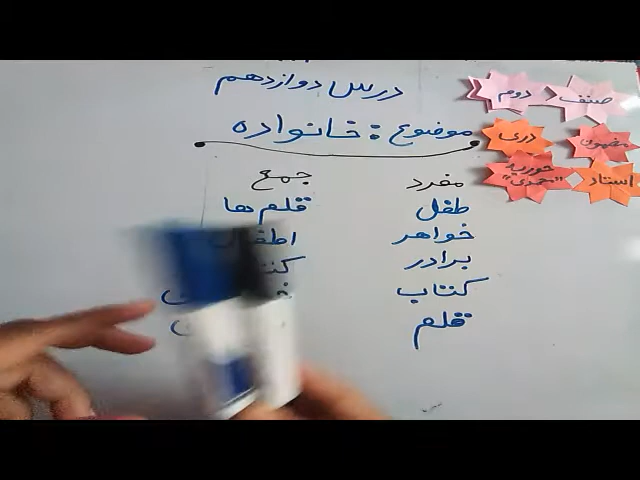 درس دوازدهم
موضوع: خانواده
صنف
دوم
مضمون
دری
استاد
مفرد جمع
طفل قلم ها
خواهر
برادر
کتاب
قلم